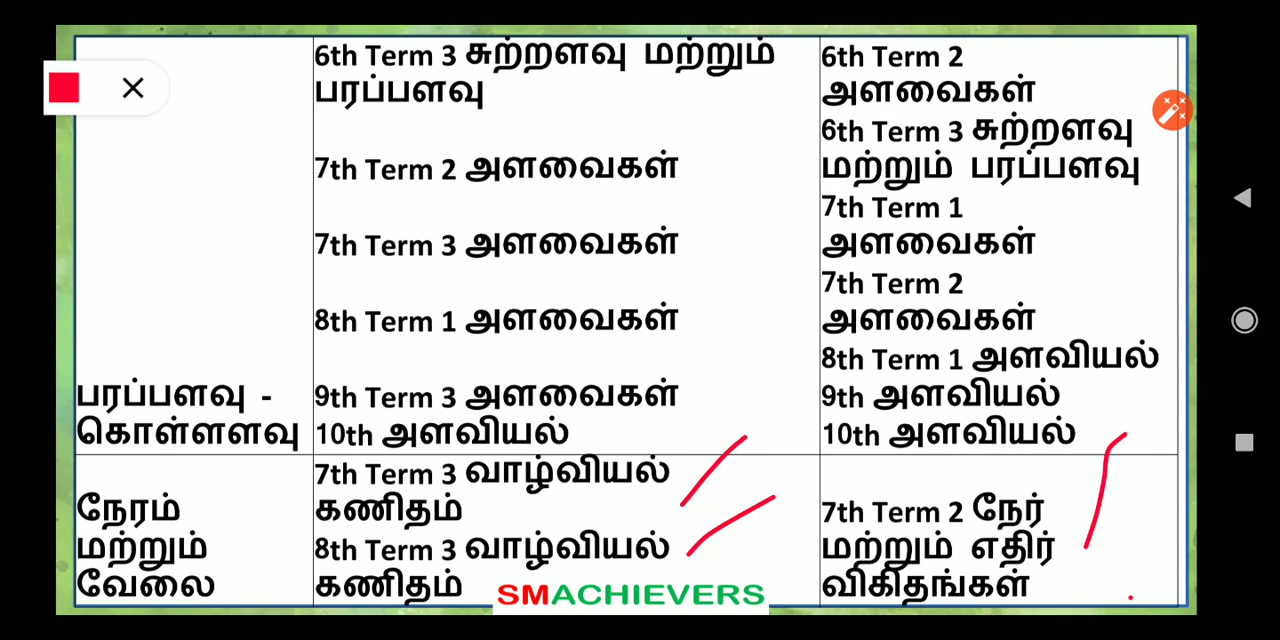 6th Term 3 சுற்றளவு மற்றும்
பரப்பளவு
7th Term 2 அளவைகள்
7th Term 3 அளவைகள்
8th Term 1 அளவைகள்
பரப்பளவு -
கொள்ளளவு
9th Term 3 அளவைகள்
10th அளவியல்
6th Term 2
அளவைகள்
6th Term 3 சுற்றளவு
மற்றும் பரப்பளவு
7th Term 1
அளவைகள்
7th Term 2
அளவைகள்
8th Term 1 அளவியல்
9th அளவியல்
10th அளவியல்
நேரம்
மற்றும்
வேலை
7th Term 3 வாழ்வியல்
கணிதம்
8th Term 3 வாழ்வியல்
கணிதம்
7th Term 2 நேர்
மற்றும் எதிர்
விகிதங்கள்
SMACHIEVERS